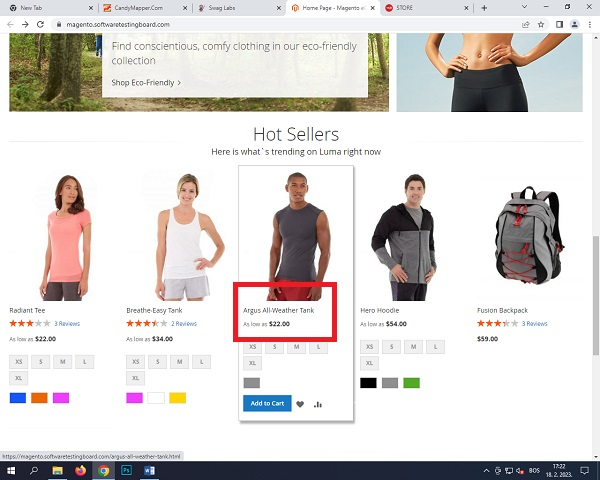 New Tab
CandyMapper.Com
Swag Labs
Home Page - Magento eC
STORE
magento.softwaretestingboard.com
Find conscientious, comfy clothing in our eco-friendly
collection
Shop Eco-Friendly
Hot Sellers
Here is what`s trending on Luma right now
Radiant Tee
3 Reviews
As low as $22.00
XS S M L
XL
Breathe-Easy Tank
2 Reviews
As low as $34.00
XS S M L
XL
Argus All-Weather Tank
As low as $22.00
XS S M L
XL
Add to Cart
Hero Hoodie
As low as $54.00
XS S M L
XL
Fusion Backpack
3 Reviews
$59.00
https://magento.softwaretestingboard.com/argus-all-weather-tank.html
Ps
W
BOS
17:22
18. 2. 2023.